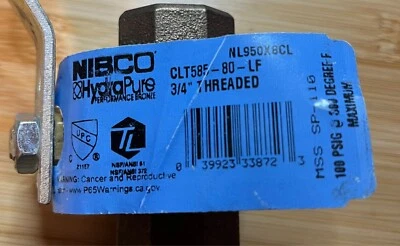 NIBCO
HydraPure
PERFORMANCE BRONZE
NL950X8CL
CLT585-80-LF
3/4" THREADED
UPC
C
211E7
NSF/ANSI 61
NSF/ANSI 372
0 39923 33872 3
WARNING: Cancer and Reproductive
www.P65Warnings.ca.gov
MSS SP-110
100 PSIG @ 300 DEGREE F
MAXIMUM